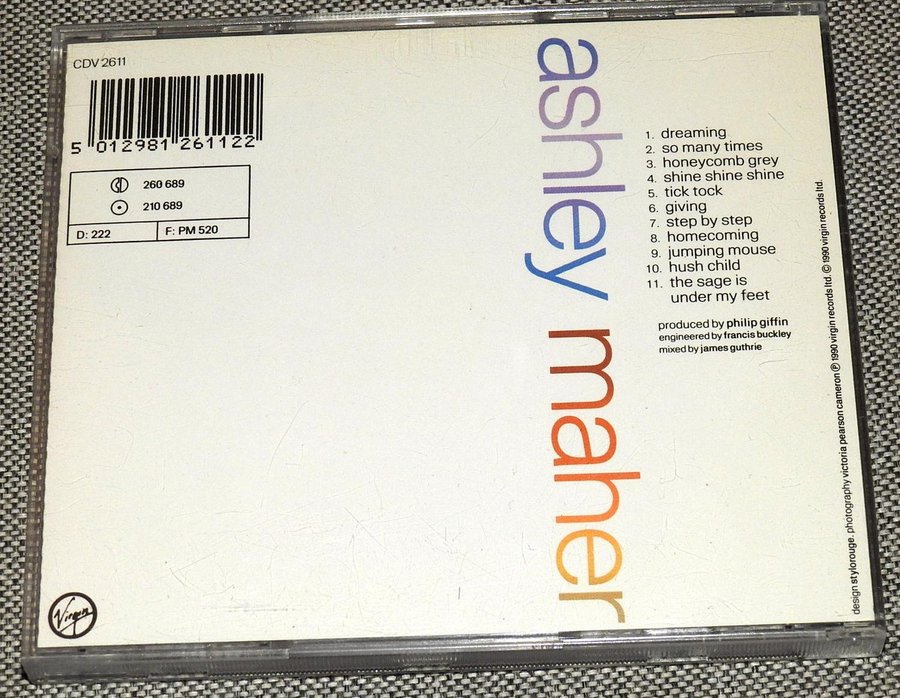 CDV 2611
5 012981 261122
260 689
210 689
D: 222
F: PM 520
ashley maher
1. dreaming
2. so many times
3. honeycomb grey
4. shine shine shine
5. tick tock
6. giving
7. step by step
8. homecoming
9. jumping mouse
10. hush child
11. the sage is
under my feet
produced by philip giffin
engineered by francis buckley
mixed by james guthrie
design stylorouge. photography victoria pearson cameron ℗ 1990 virgin records ltd. © 1990 virgin records ltd.
Virgin